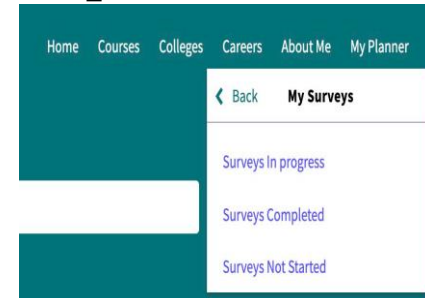 Home Courses Colleges Careers About Me My Planner
Back My Surveys
Surveys In progress
Surveys Completed
Surveys Not Started